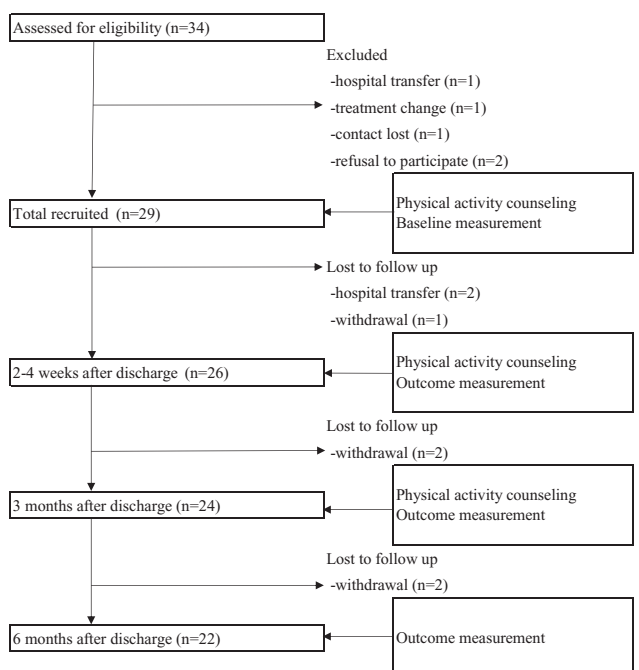 Assessed for eligibility (n=34)
Excluded
-hospital transfer (n=1)
-treatment change (n=1)
-contact lost (n=1)
-refusal to participate (n=2)
Physical activity counseling
Baseline measurement
Total recruited (n=29)
Lost to follow up
-hospital transfer (n=2)
-withdrawal (n=1)
Physical activity counseling
Outcome measurement
2-4 weeks after discharge (n=26)
Lost to follow up
-withdrawal (n=2)
Physical activity counseling
Outcome measurement
3 months after discharge (n=24)
Lost to follow up
-withdrawal (n=2)
6 months after discharge (n=22)
Outcome measurement